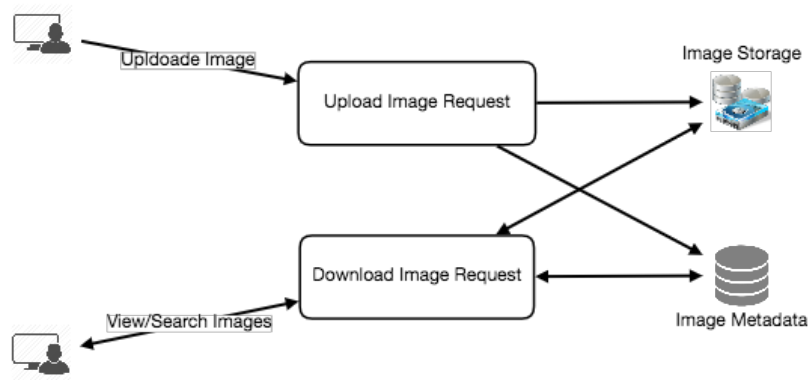 Upldoade Image
Image Storage
Upload Image Request
Download Image Request
View/Search Images
Image Metadata